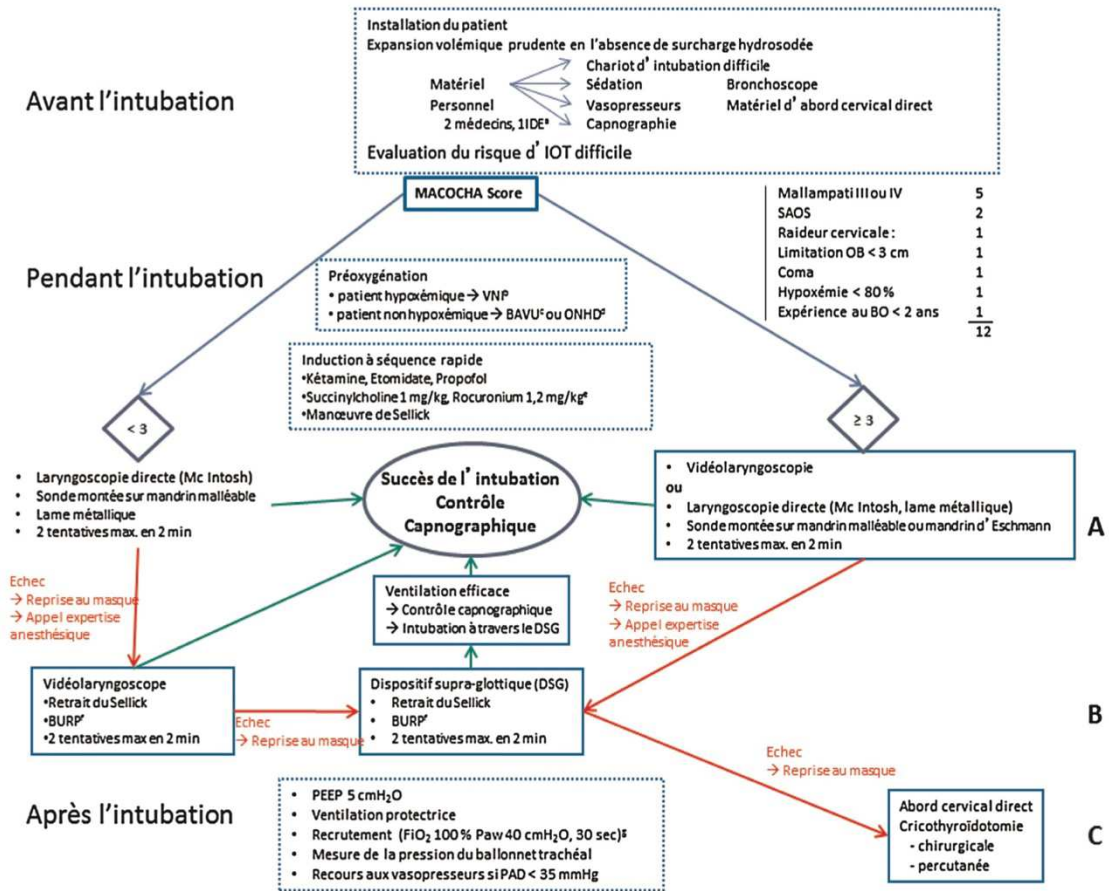 Installation du patient
Expansion volémique prudente en l'absence de surcharge hydrosodée
Chariot d'intubation difficile
Matériel Sédation Bronchoscope
Personnel Vasopresseurs Matériel d'abord cervical direct
2 médecins, 1IDEª Capnographie
Evaluation du risque d'IOT difficile
Avant l'intubation
MACOCHA Score
Mallampati III ou IV 5
SAOS 2
Raideur cervicale : 1
Limitation OB < 3 cm 1
Coma 1
Hypoxémie < 80 % 1
Expérience au BO < 2 ans 1
12
Pendant l'intubation
Préoxygénation
• patient hypoxémique → VNIᵇ
• patient non hypoxémique → BAVUᶜ ou ONHDᵈ
Induction à séquence rapide
•Kétamine, Etomidate, Propofol
•Succinylcholine 1 mg/kg, Rocuronium 1,2 mg/kgᵉ
•Manœuvre de Sellick
< 3
≥ 3
• Laryngoscopie directe (Mc Intosh)
• Sonde montée sur mandrin malléable
• Lame métallique
• 2 tentatives max. en 2 min
Succès de l'intubation
Contrôle
Capnographique
• Vidéolaryngoscopie
ou
• Laryngoscopie directe (Mc Intosh, lame métallique)
• Sonde montée sur mandrin malléable ou mandrin d'Eschmann
• 2 tentatives max. en 2 min
A
Echec
→ Reprise au masque
→ Appel expertise
anesthésique
Ventilation efficace
→ Contrôle capnographique
→ Intubation à travers le DSG
Echec
→ Reprise au masque
→ Appel expertise
anesthésique
Vidéolaryngoscope
•Retrait du Sellick
•BURPᶠ
•2 tentatives max en 2 min
Echec
→ Reprise au masque
Dispositif supra-glottique (DSG)
• Retrait du Sellick
• BURPᶠ
• 2 tentatives max. en 2 min
B
Echec
→ Reprise au masque
Après l'intubation
• PEEP 5 cmH₂O
• Ventilation protectrice
• Recrutement (FiO₂ 100 % Paw 40 cmH₂O, 30 sec)ᵍ
• Mesure de la pression du ballonnet trachéal
• Recours aux vasopresseurs si PAD < 35 mmHg
Abord cervical direct
Cricothyroïdotomie
- chirurgicale
- percutanée
C